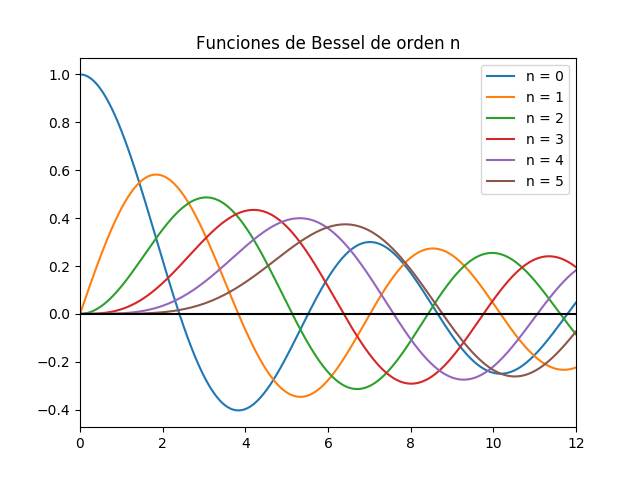 Funciones de Bessel de orden n
1.0
0.8
0.6
0.4
0.2
0.0
−0.2
−0.4
n = 0
n = 1
n = 2
n = 3
n = 4
n = 5
0 2 4 6 8 10 12